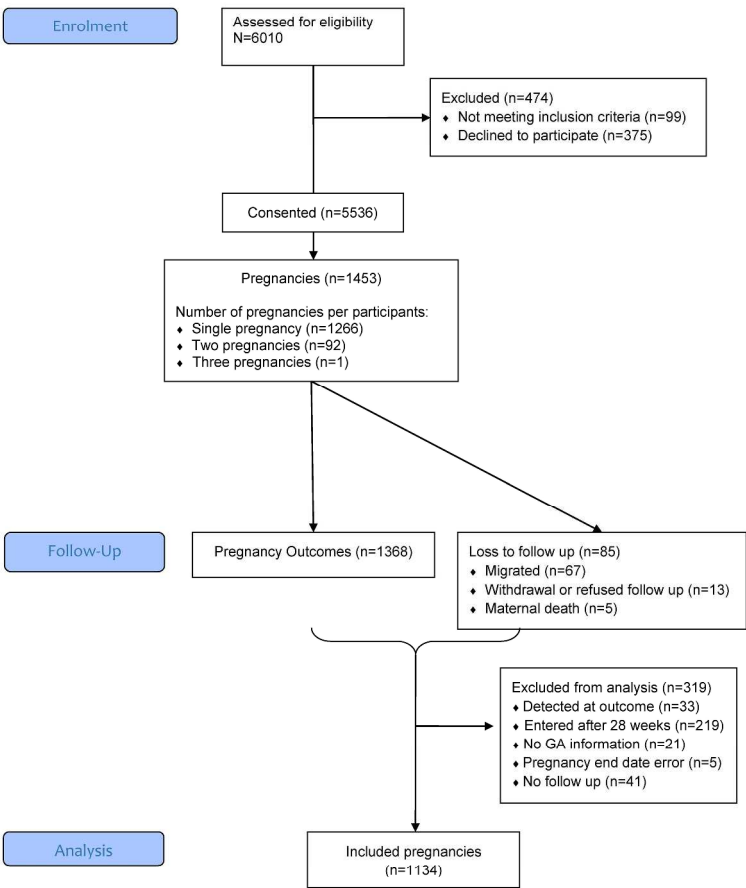 Enrolment
Assessed for eligibility
N=6010
Excluded (n=474)
♦ Not meeting inclusion criteria (n=99)
♦ Declined to participate (n=375)
Consented (n=5536)
Pregnancies (n=1453)
Number of pregnancies per participants:
♦ Single pregnancy (n=1266)
♦ Two pregnancies (n=92)
♦ Three pregnancies (n=1)
Follow-Up
Pregnancy Outcomes (n=1368)
Loss to follow up (n=85)
♦ Migrated (n=67)
♦ Withdrawal or refused follow up (n=13)
♦ Maternal death (n=5)
Excluded from analysis (n=319)
♦Detected at outcome (n=33)
♦Entered after 28 weeks (n=219)
♦No GA information (n=21)
♦Pregnancy end date error (n=5)
♦No follow up (n=41)
Analysis
Included pregnancies
(n=1134)